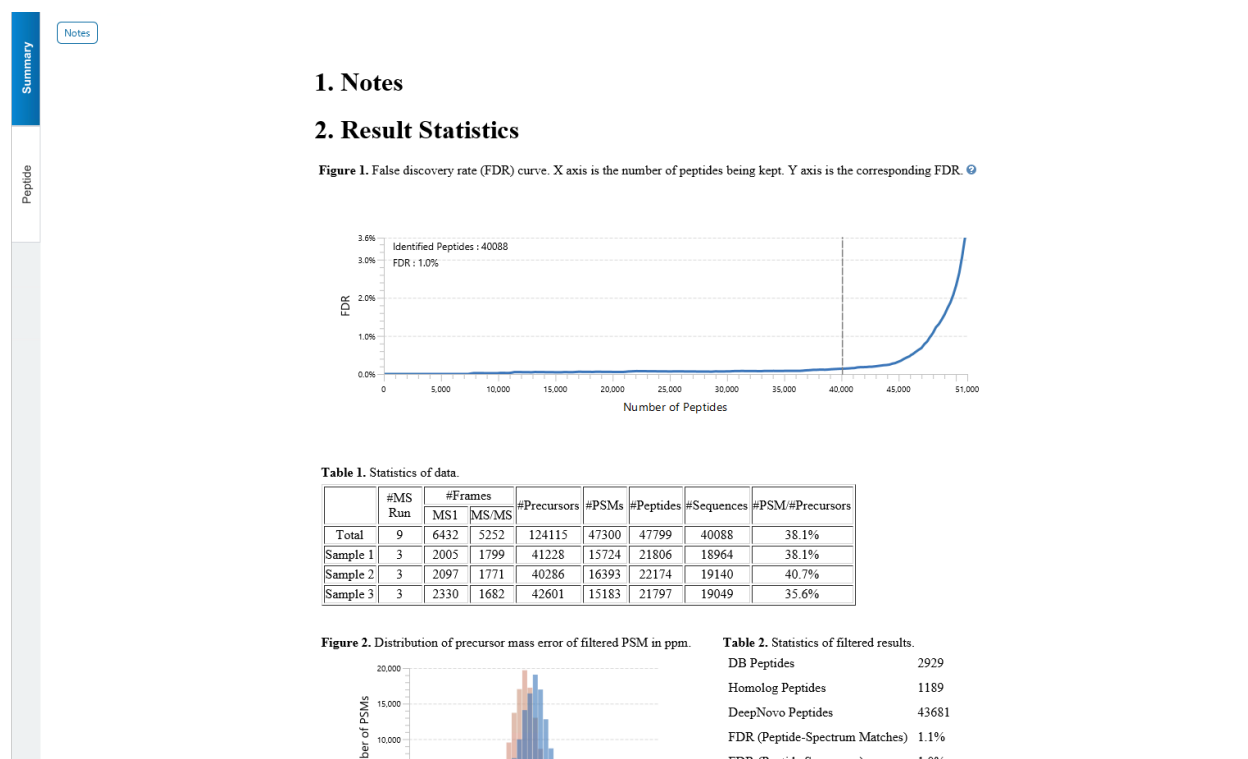 Summary
Peptide
Notes
1. Notes
2. Result Statistics
Figure 1. False discovery rate (FDR) curve. X axis is the number of peptides being kept. Y axis is the corresponding FDR.
3.6%
3.0%
2.0%
1.0%
0.0%
FDR
Identified Peptides : 40088
FDR : 1.0%
0 5,000 10,000 15,000 20,000 25,000 30,000 35,000 40,000 45,000 51,000
Number of Peptides
Table 1. Statistics of data.
#MS Run #Frames #Precursors #PSMs #Peptides #Sequences #PSM/#Precursors
MS1 MS/MS
Total 9 6432 5252 124115 47300 47799 40088 38.1%
Sample 1 3 2005 1799 41228 15724 21806 18964 38.1%
Sample 2 3 2097 1771 40286 16393 22174 19140 40.7%
Sample 3 3 2330 1682 42601 15183 21797 19049 35.6%
Figure 2. Distribution of precursor mass error of filtered PSM in ppm.
20,000
15,000
10,000
of PSMs
Table 2. Statistics of filtered results.
DB Peptides 2929
Homolog Peptides 1189
DeepNovo Peptides 43681
FDR (Peptide-Spectrum Matches) 1.1%